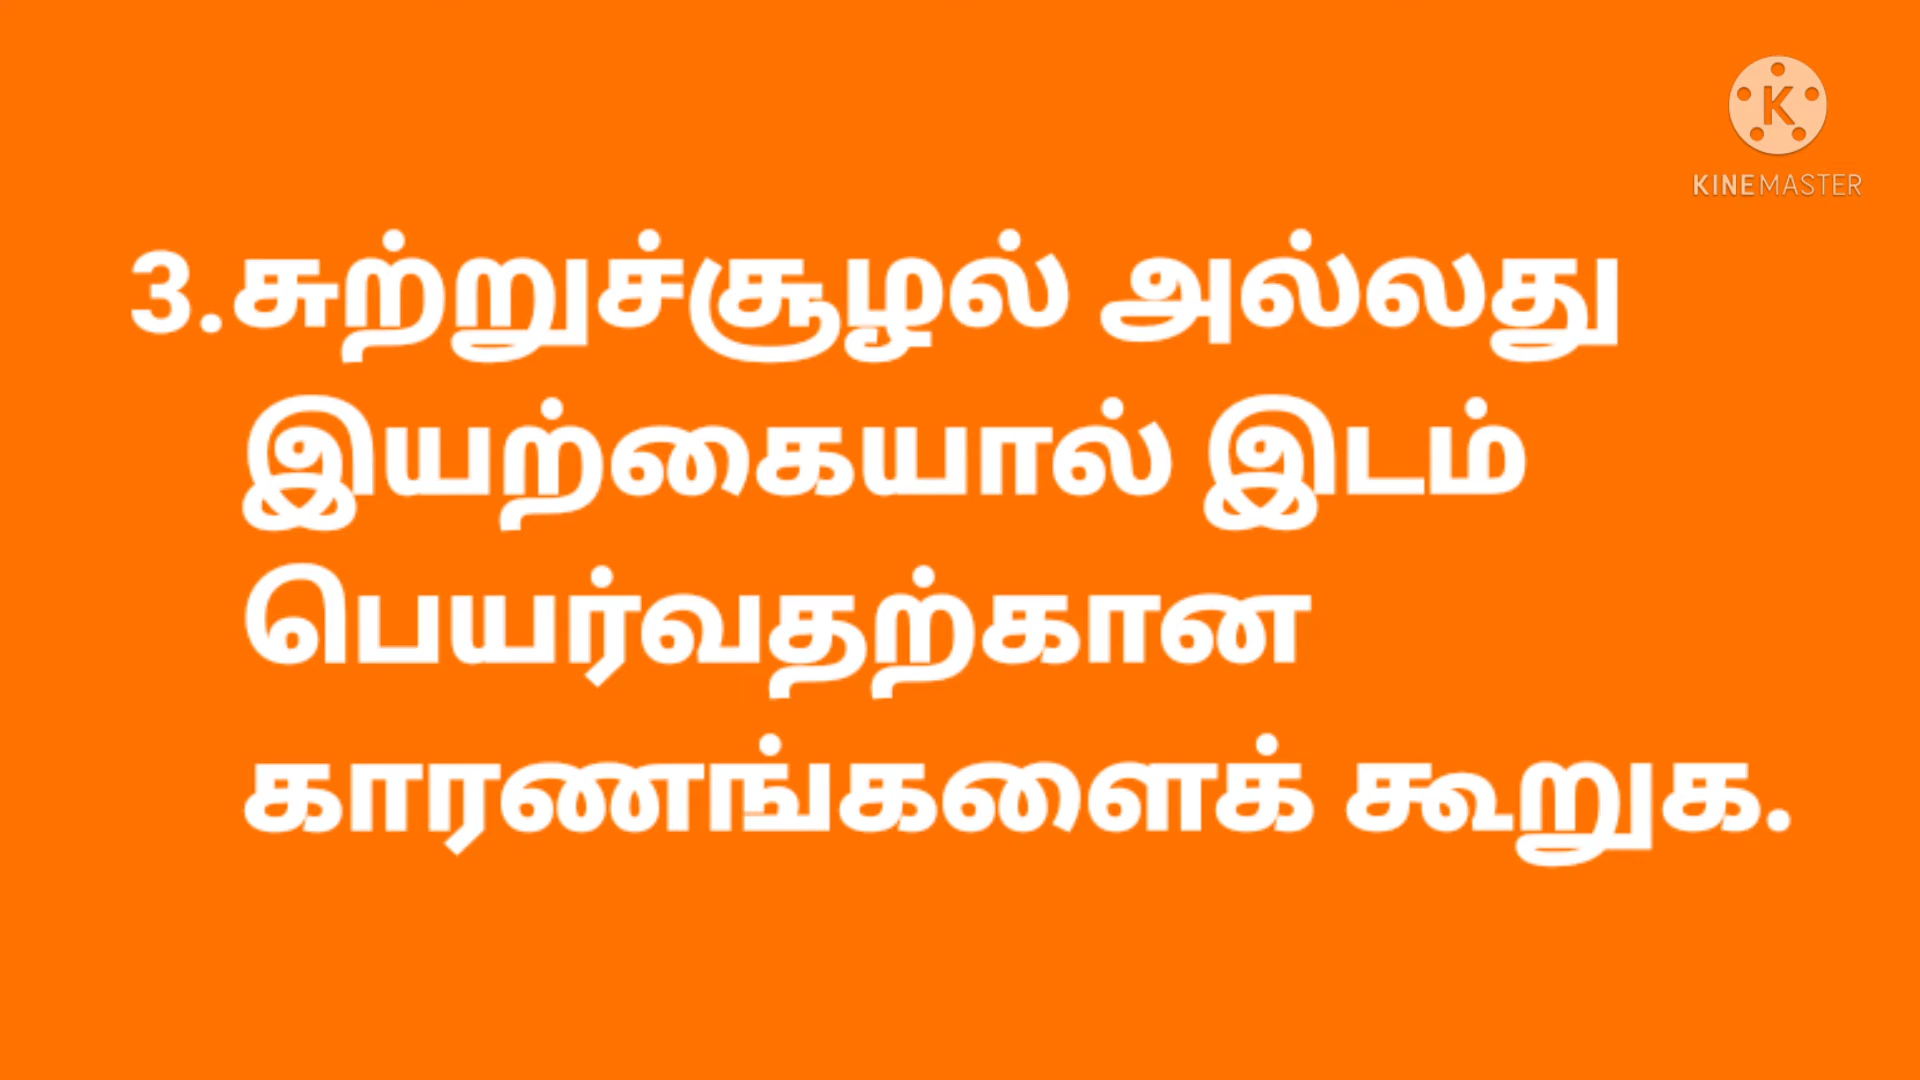 K
KINEMASTER
3.சுற்றுச்சூழல் அல்லது
இயற்கையால் இடம்
பெயர்வதற்கான
காரணங்களைக் கூறுக.